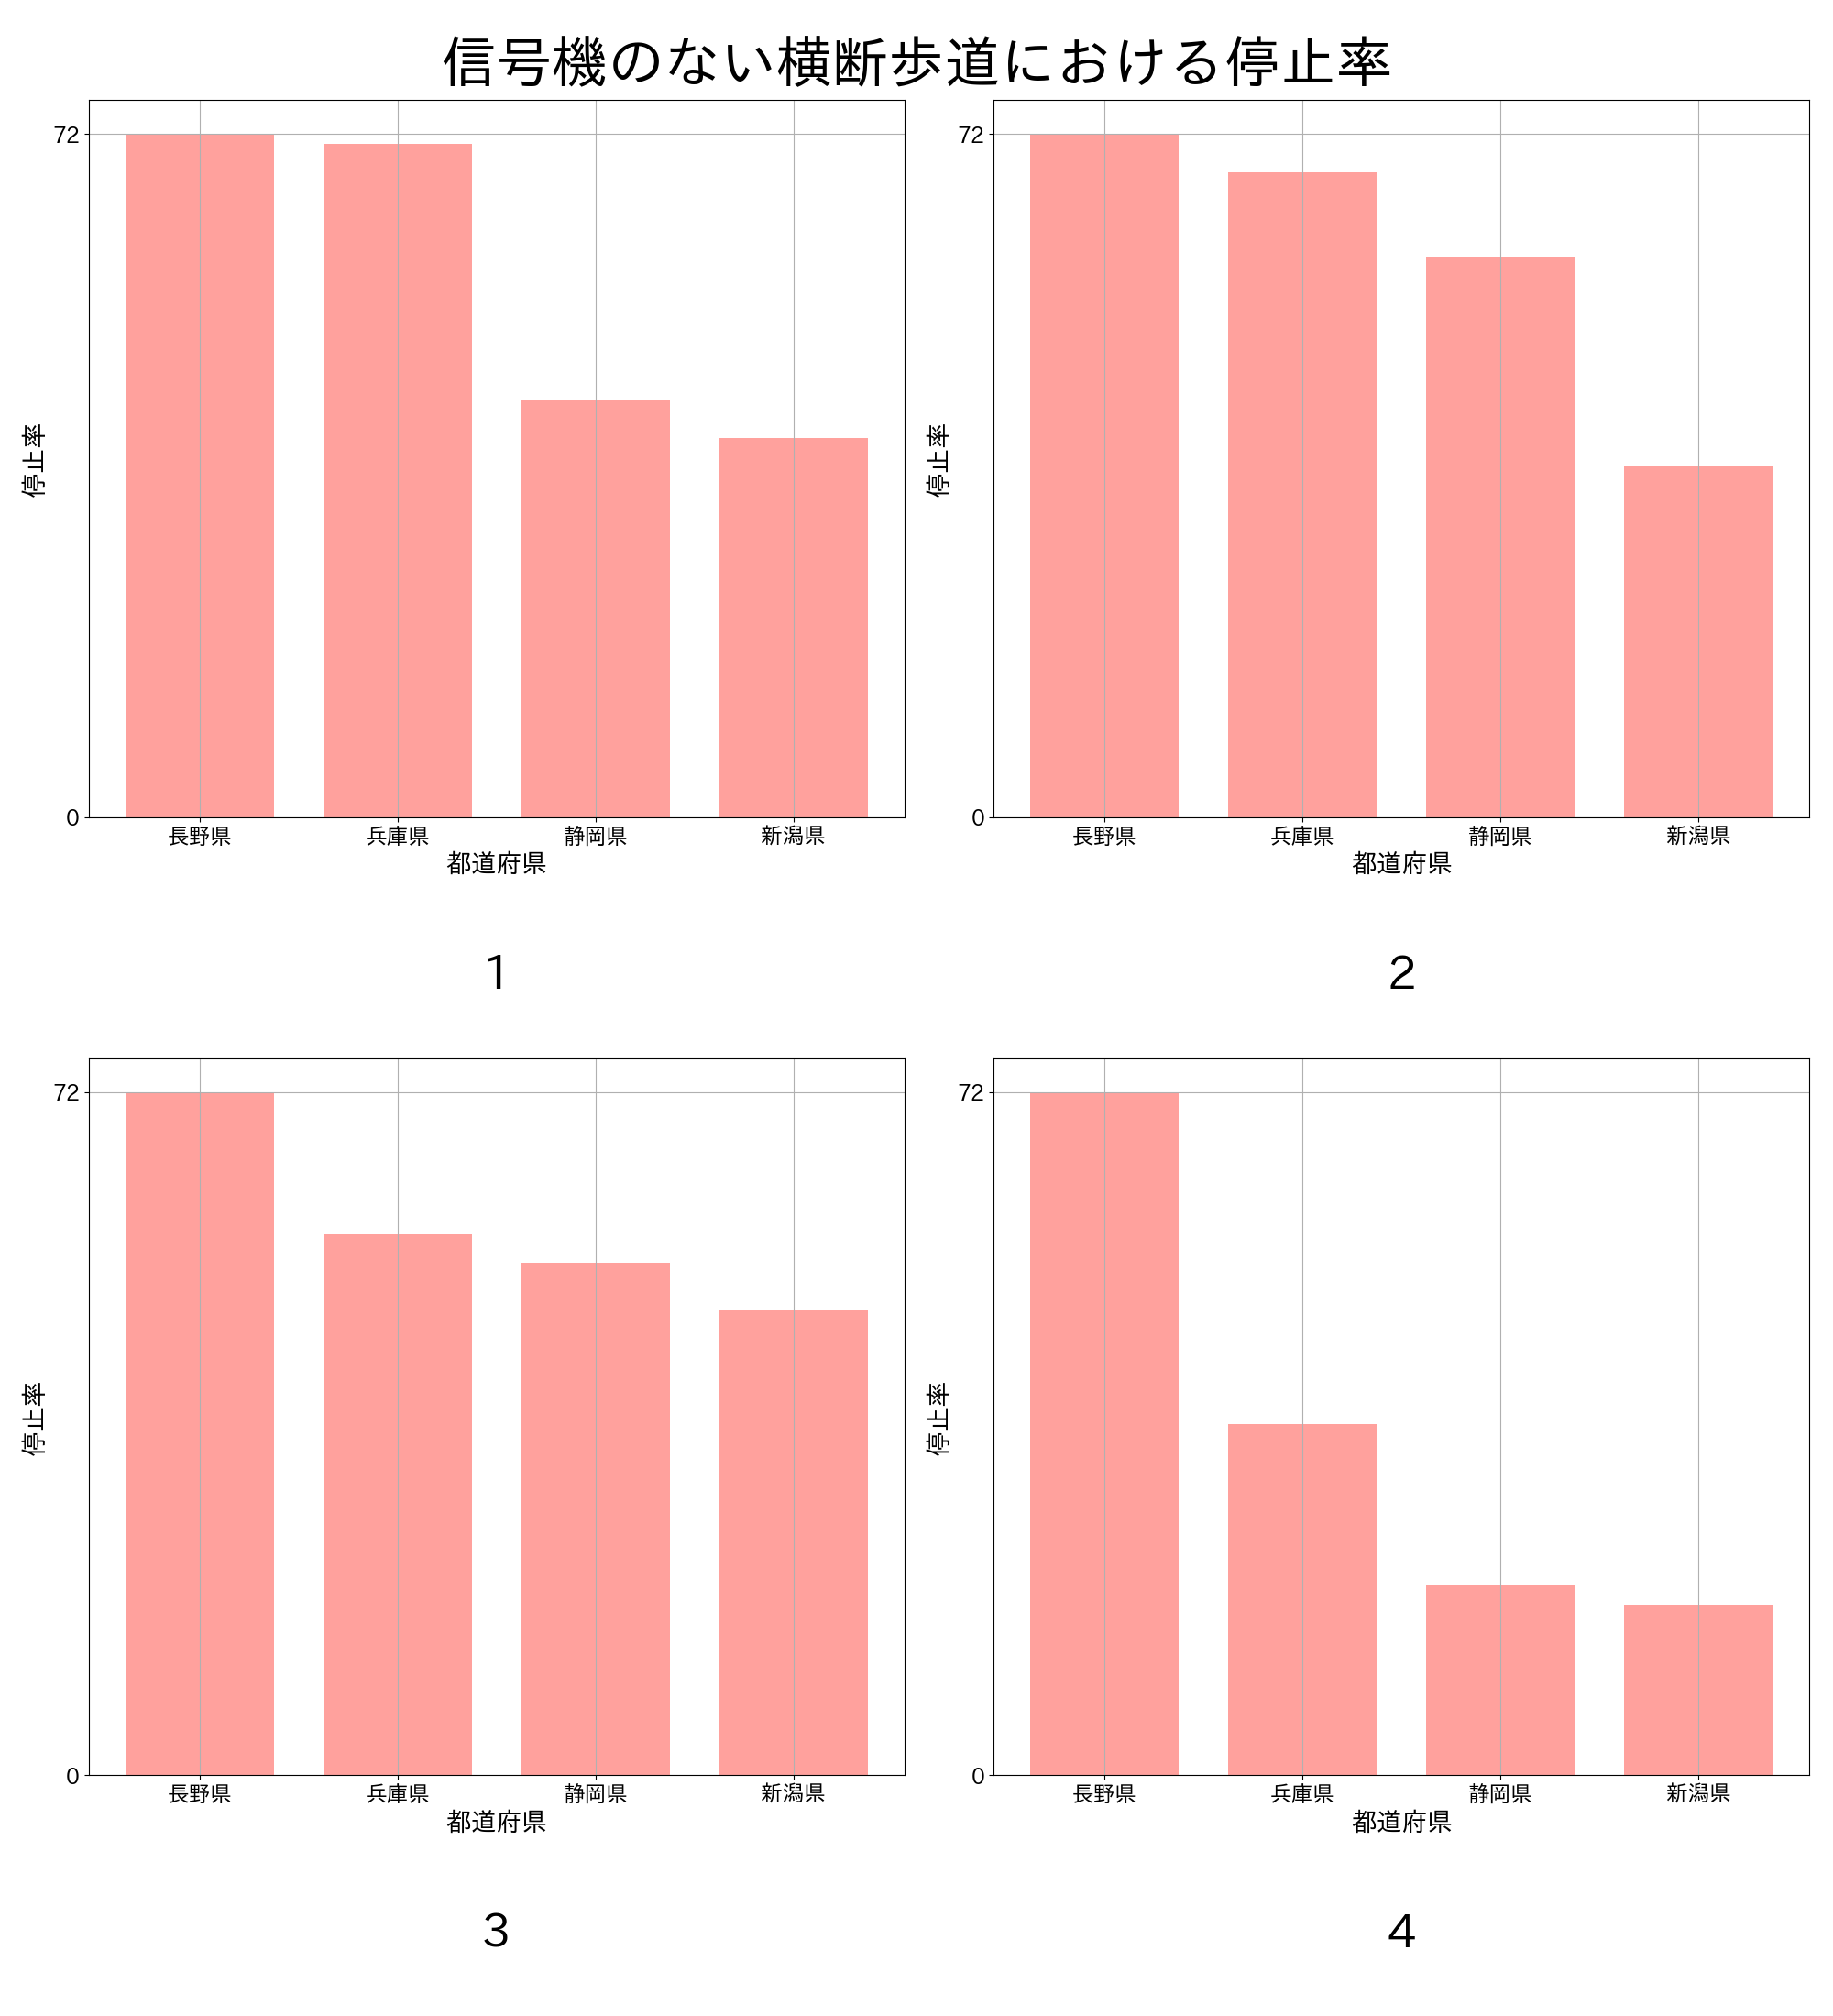 信号機のない横断歩道における停止率
72
0
停止率
長野県 兵庫県 静岡県 新潟県
都道府県
1
72
0
停止率
長野県 兵庫県 静岡県 新潟県
都道府県
2
72
0
停止率
長野県 兵庫県 静岡県 新潟県
都道府県
3
72
0
停止率
長野県 兵庫県 静岡県 新潟県
都道府県
4